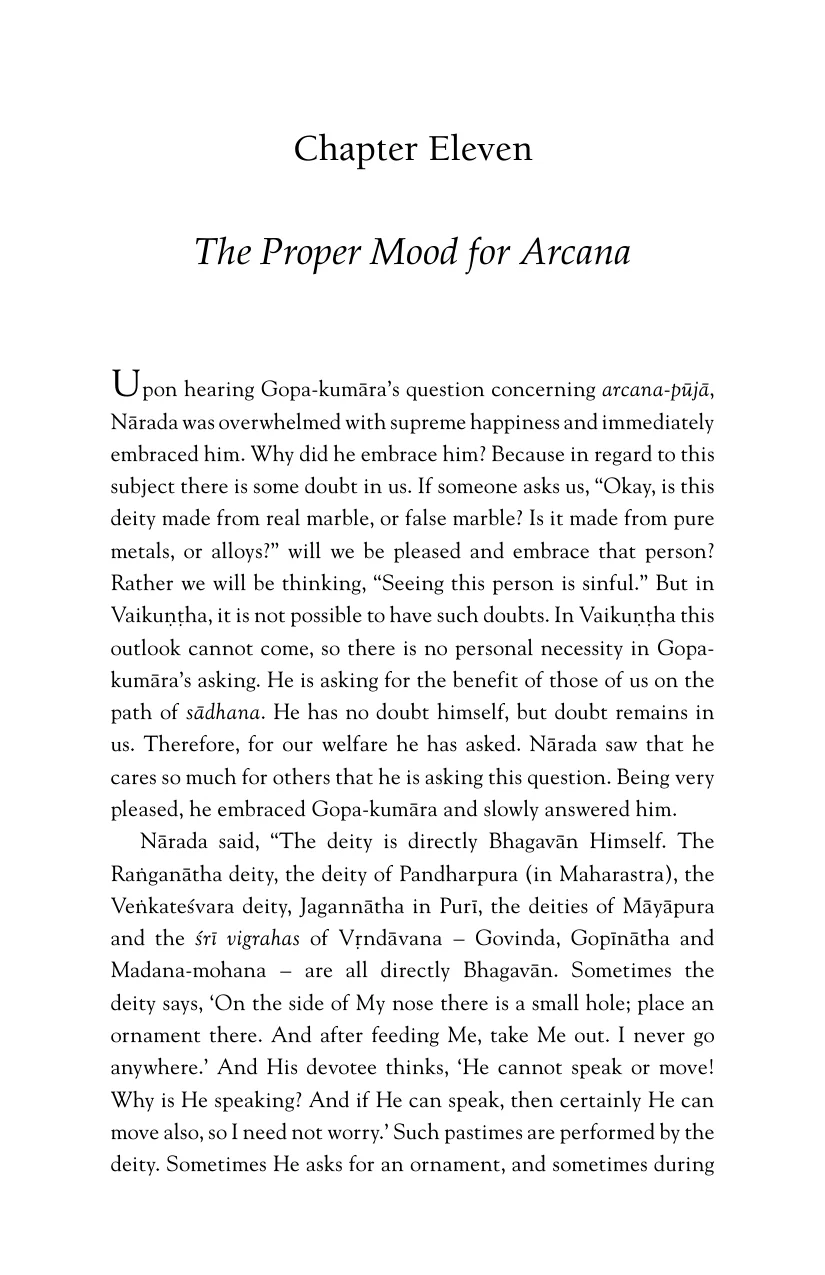 Chapter Eleven
The Proper Mood for Arcana
Upon hearing Gopa-kumāra’s question concerning arcana-pūjā,
Nārada was overwhelmed with supreme happiness and immediately
embraced him. Why did he embrace him? Because in regard to this
subject there is some doubt in us. If someone asks us, “Okay, is this
deity made from real marble, or false marble? Is it made from pure
metals, or alloys?” will we be pleased and embrace that person?
Rather we will be thinking, “Seeing this person is sinful.” But in
Vaikuṇṭha, it is not possible to have such doubts. In Vaikuṇṭha this
outlook cannot come, so there is no personal necessity in Gopa-
kumāra’s asking. He is asking for the benefit of those of us on the
path of sādhana. He has no doubt himself, but doubt remains in
us. Therefore, for our welfare he has asked. Nārada saw that he
cares so much for others that he is asking this question. Being very
pleased, he embraced Gopa-kumāra and slowly answered him.
Nārada said, “The deity is directly Bhagavān Himself. The
Raṅganātha deity, the deity of Pandharpura (in Maharastra), the
Veṅkateśvara deity, Jagannātha in Purī, the deities of Māyāpura
and the śrī vigrahas of Vṛndāvana – Govinda, Gopīnātha and
Madana-mohana – are all directly Bhagavān. Sometimes the
deity says, ‘On the side of My nose there is a small hole; place an
ornament there. And after feeding Me, take Me out. I never go
anywhere.’ And His devotee thinks, ‘He cannot speak or move!
Why is He speaking? And if He can speak, then certainly He can
move also, so I need not worry.’ Such pastimes are performed by the
deity. Sometimes He asks for an ornament, and sometimes during